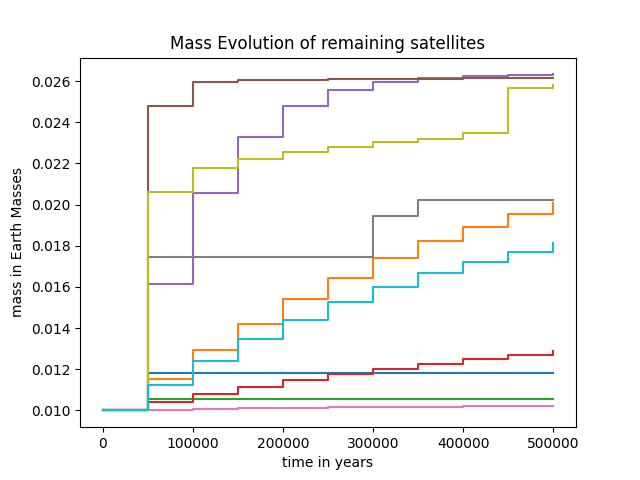 Mass Evolution of remaining satellites
mass in Earth Masses
0.026
0.024
0.022
0.020
0.018
0.016
0.014
0.012
0.010
0 100000 200000 300000 400000 500000
time in years